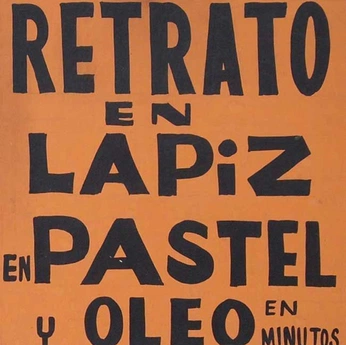 RETRATO
EN
LAPiZ
EN PASTEL
Y OLEO EN MINUTOS